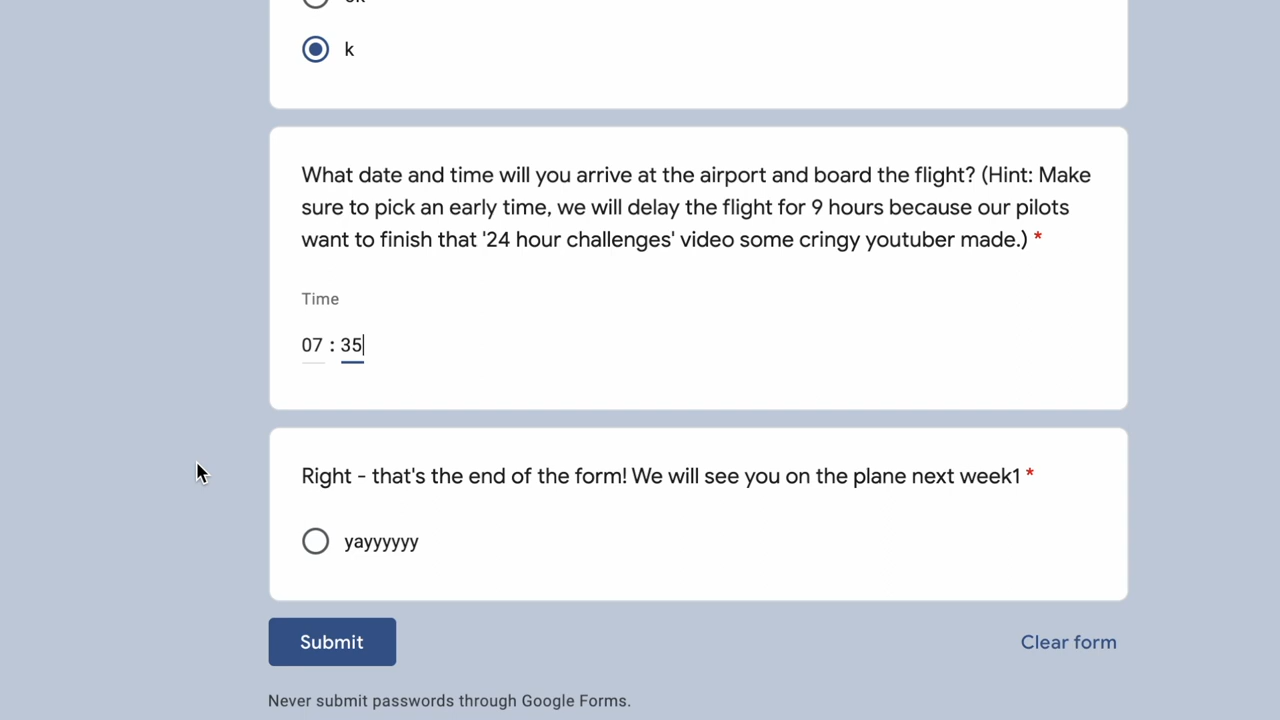 k
What date and time will you arrive at the airport and board the flight? (Hint: Make
sure to pick an early time, we will delay the flight for 9 hours because our pilots
want to finish that '24 hour challenges' video some cringy youtuber made.) *
Time
07 : 35
Right - that's the end of the form! We will see you on the plane next week1 *
yayyyyyy
Submit
Clear form
Never submit passwords through Google Forms.